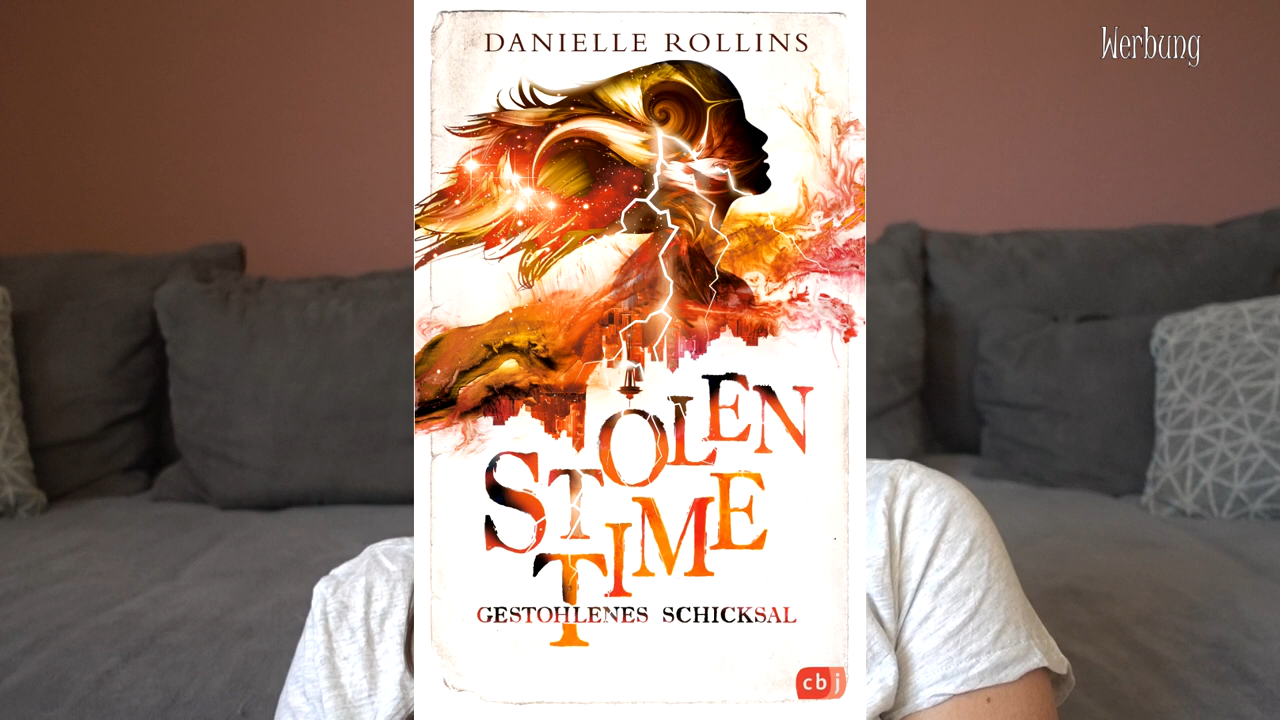 DANIELLE ROLLINS
Werbung
STOLEN
TIME
GESTOHLENES SCHICKSAL
cbj